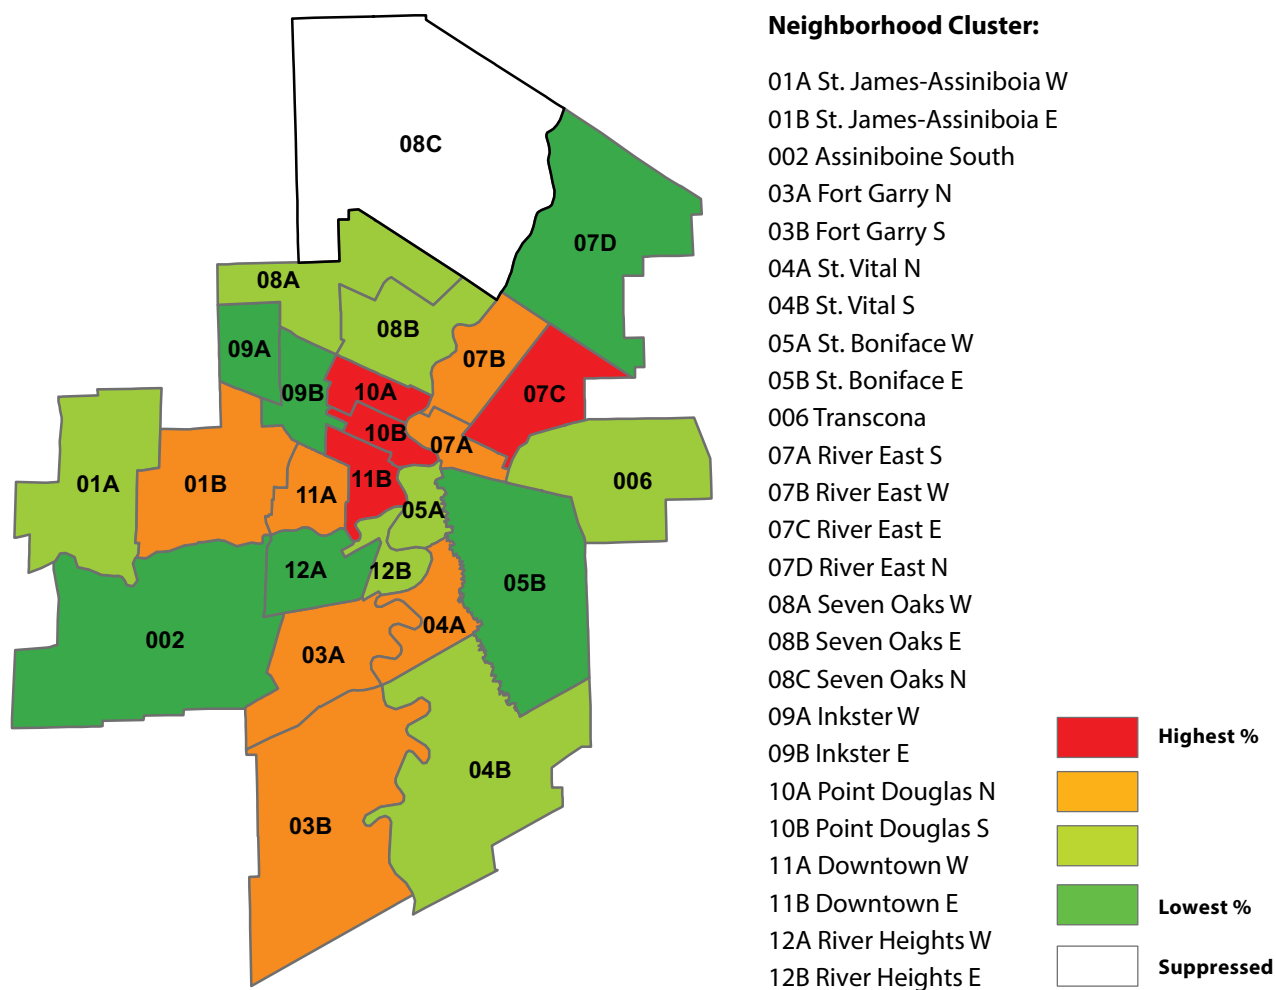 Neighborhood Cluster:
01A St. James-Assiniboia W
01B St. James-Assiniboia E
002 Assiniboine South
03A Fort Garry N
03B Fort Garry S
04A St. Vital N
04B St. Vital S
05A St. Boniface W
05B St. Boniface E
006 Transcona
07A River East S
07B River East W
07C River East E
07D River East N
08A Seven Oaks W
08B Seven Oaks E
08C Seven Oaks N
09A Inkster W
09B Inkster E
10A Point Douglas N
10B Point Douglas S
11A Downtown W
11B Downtown E
12A River Heights W
12B River Heights E
Highest %
Lowest %
Suppressed
08C
07D
08A
08B
09A
07B
09B
10A
07C
10B
07A
11B
006
01A
01B
11A
05A
12A
12B
05B
04A
002
03A
04B
03B